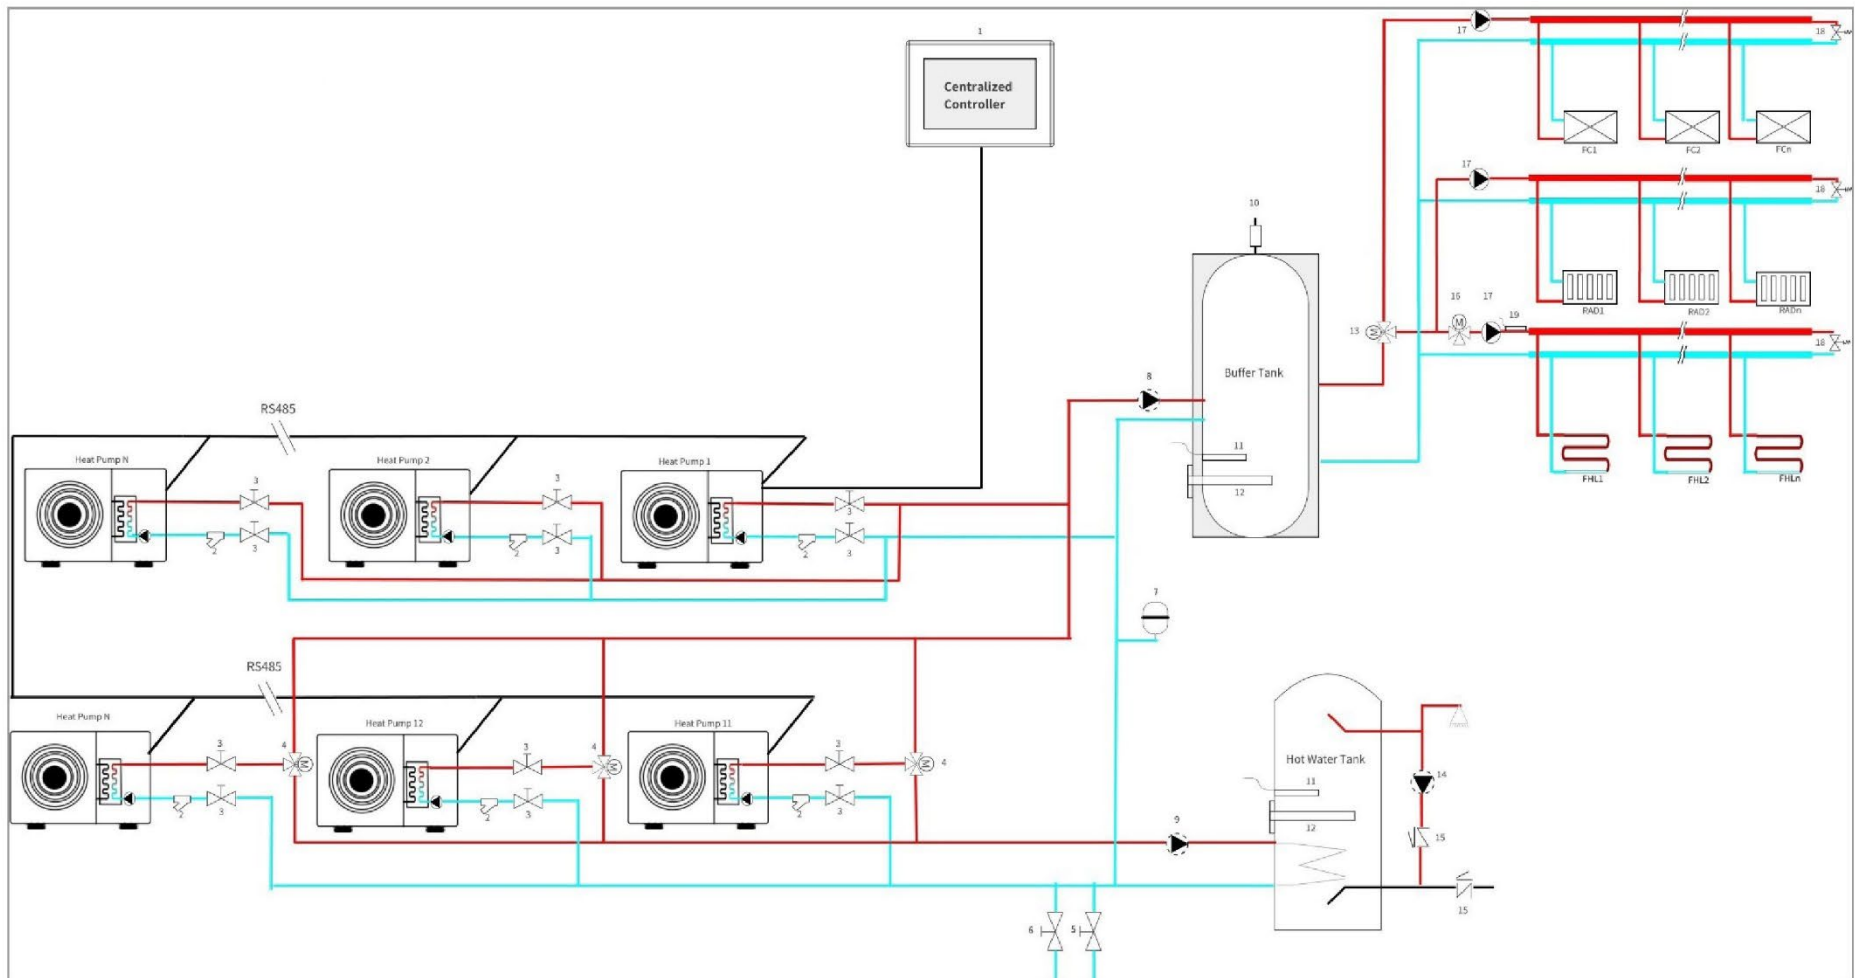 1
Centralized
Controller
17
18
FC1
FC2
FCn
17
18
RAD1
RAD2
RADn
10
13
M
16
M
17
19
18
FHL1
FHL2
FHLn
8
Buffer Tank
11
12
RS485
Heat Pump N
Heat Pump 2
Heat Pump 1
3
3
3
2
3
2
3
2
3
7
RS485
Heat Pump N
Heat Pump 12
Heat Pump 11
3
4
M
3
4
M
3
4
M
2
3
2
3
2
3
9
Hot Water Tank
11
12
14
15
15
6
5